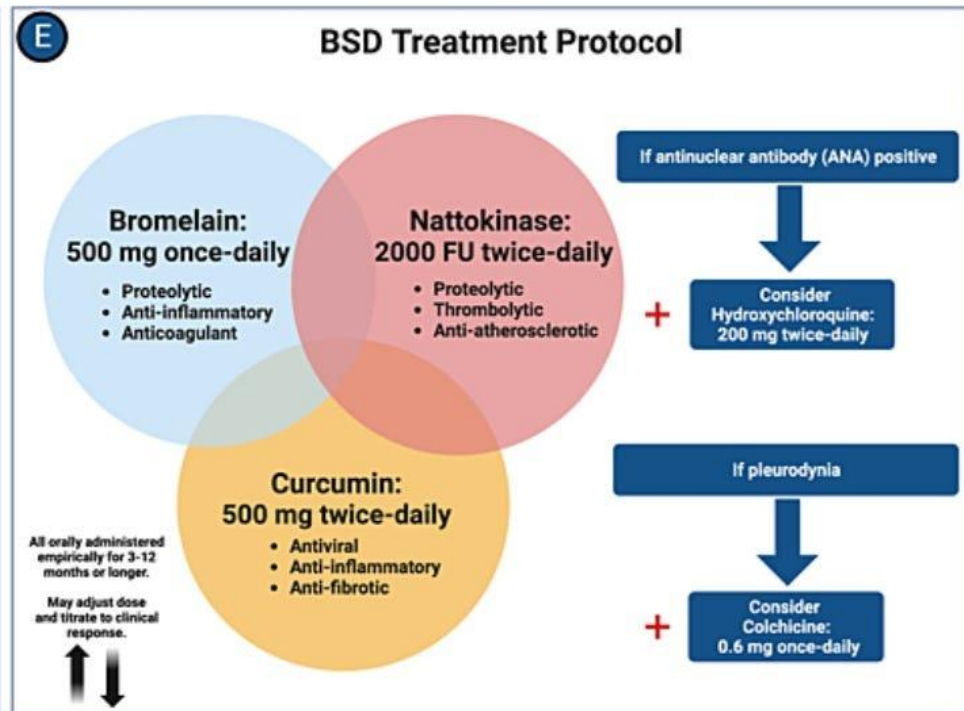 E
BSD Treatment Protocol
Bromelain:
500 mg once-daily
• Proteolytic
• Anti-inflammatory
• Anticoagulant
Nattokinase:
2000 FU twice-daily
• Proteolytic
• Thrombolytic
• Anti-atherosclerotic
Curcumin:
500 mg twice-daily
• Antiviral
• Anti-inflammatory
• Anti-fibrotic
All orally administered
empirically for 3-12
months or longer.
May adjust dose
and titrate to clinical
response.
If antinuclear antibody (ANA) positive
+
Consider
Hydroxychloroquine:
200 mg twice-daily
If pleurodynia
+
Consider
Colchicine:
0.6 mg once-daily